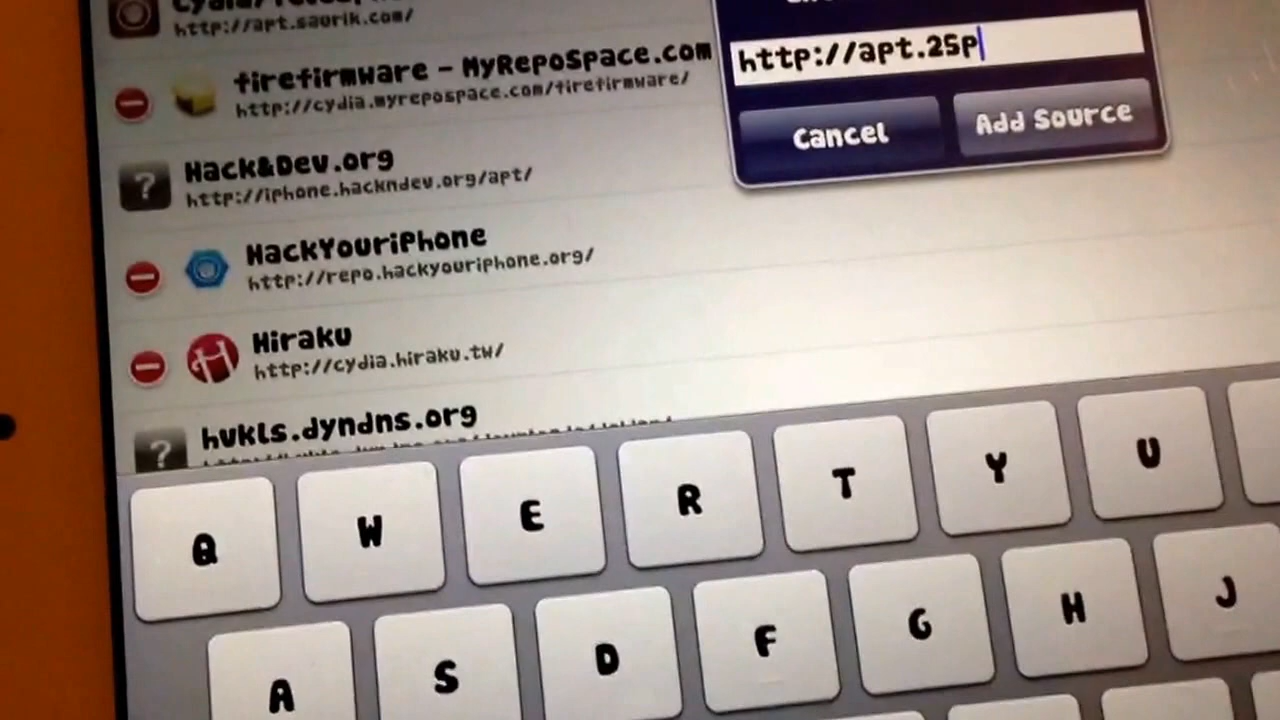 http://apt.saurik.com/
firefirmware - MyRepoSpace.com
http://cydia.myrepospace.com/firefirmware/
Hack&Dev.org
http://iphone.hackndev.org/apt/
HackYouriPhone
http://repo.hackyouriphone.org/
Hiraku
http://cydia.hiraku.tw/
hukls.dyndns.org
http://apt.25p
Cancel
Add Source
Q W E R T Y U
A S D F G H J